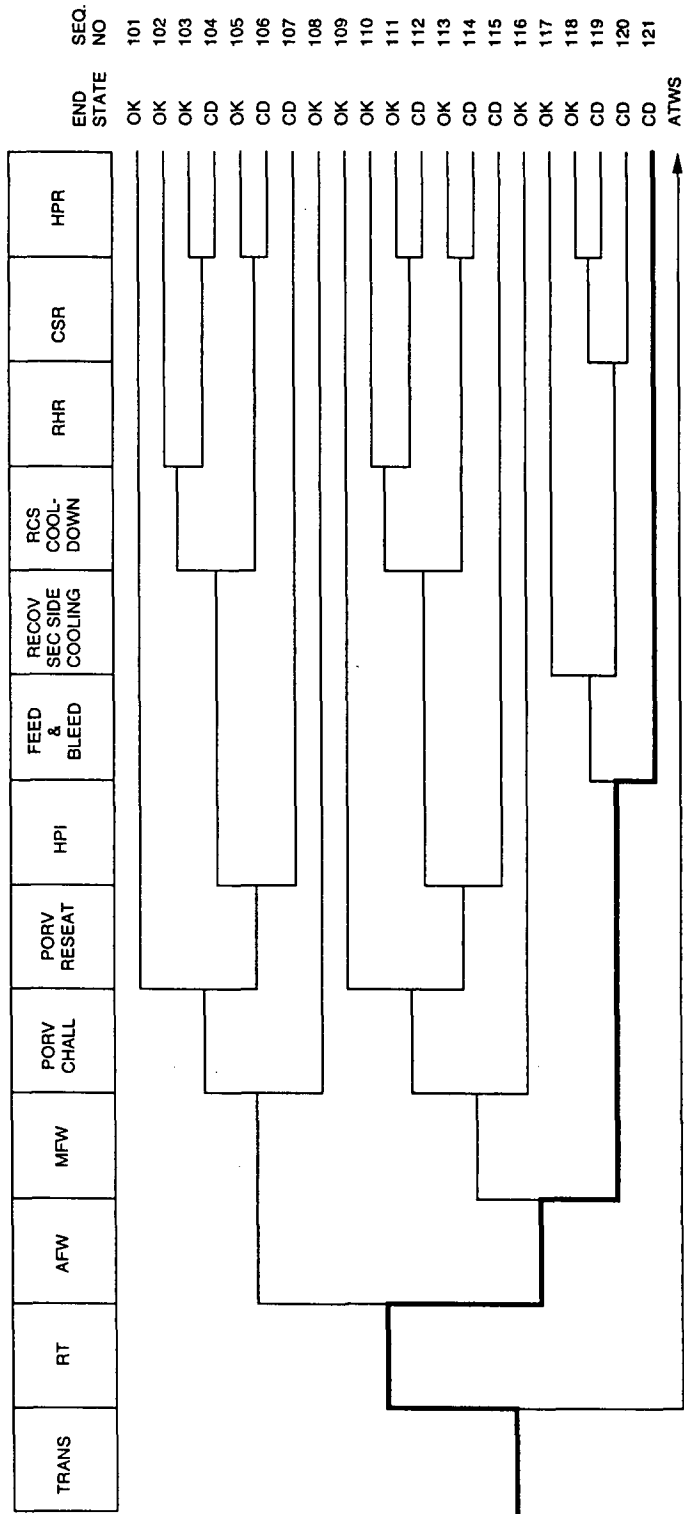 TRANS
RT
AFW
MFW
PORV
CHALL
PORV
RESEAT
HPI
FEED
&
BLEED
RECOV
SEC SIDE
COOLING
RCS
COOL-
DOWN
RHR
CSR
HPR
END
STATE
SEQ.
NO
OK 101
OK 102
OK 103
CD 104
OK 105
CD 106
CD 107
OK 108
OK 109
OK 110
OK 111
CD 112
OK 113
CD 114
CD 115
OK 116
OK 117
OK 118
CD 119
CD 120
CD 121
ATWS